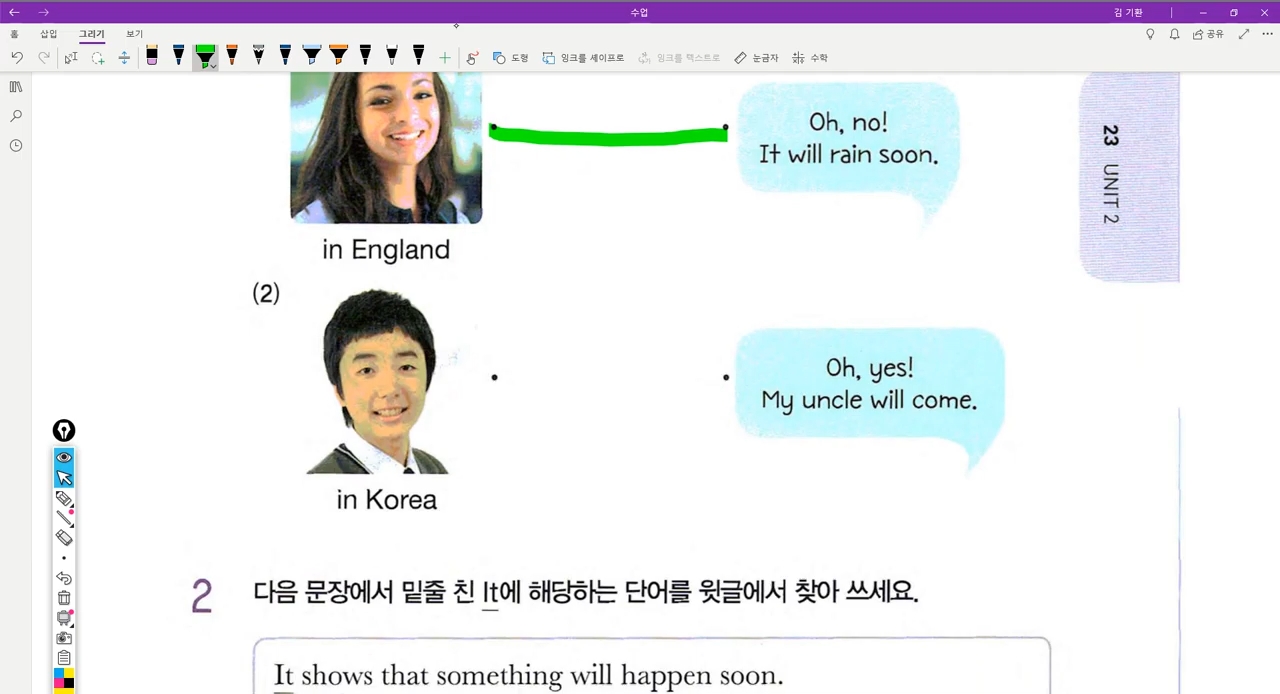 수업
김 기환
홈 삽입 그리기 보기
공유
도형
잉크를 셰이프로
잉크를 텍스트로
눈금자
수학
Oh, no!
It will rain soon.
23 UNIT 2
in England
(2)
Oh, yes!
My uncle will come.
in Korea
2 다음 문장에서 밑줄 친 It에 해당하는 단어를 윗글에서 찾아 쓰세요.
It shows that something will happen soon.